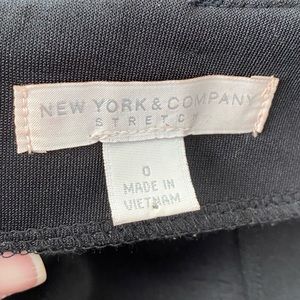 NEW YORK & COMPANY
STRETCH
0
MADE IN
VIETNAM